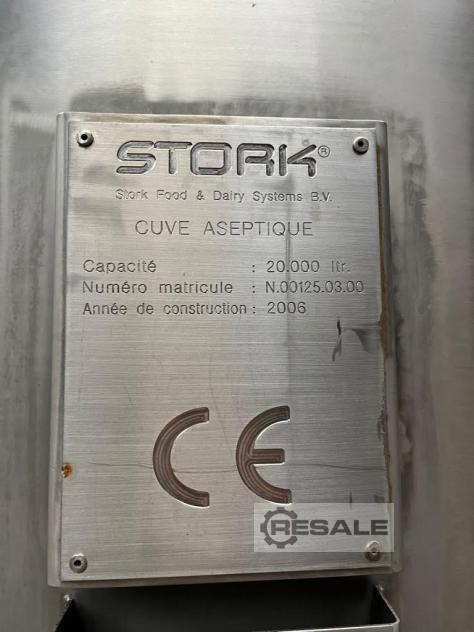 STORK®
Stork Food & Dairy Systems B.V.
CUVE ASEPTIQUE
Capacité : 20.000 ltr.
Numéro matricule : N.00125.03.00
Année de construction : 2006
CE
RESALE